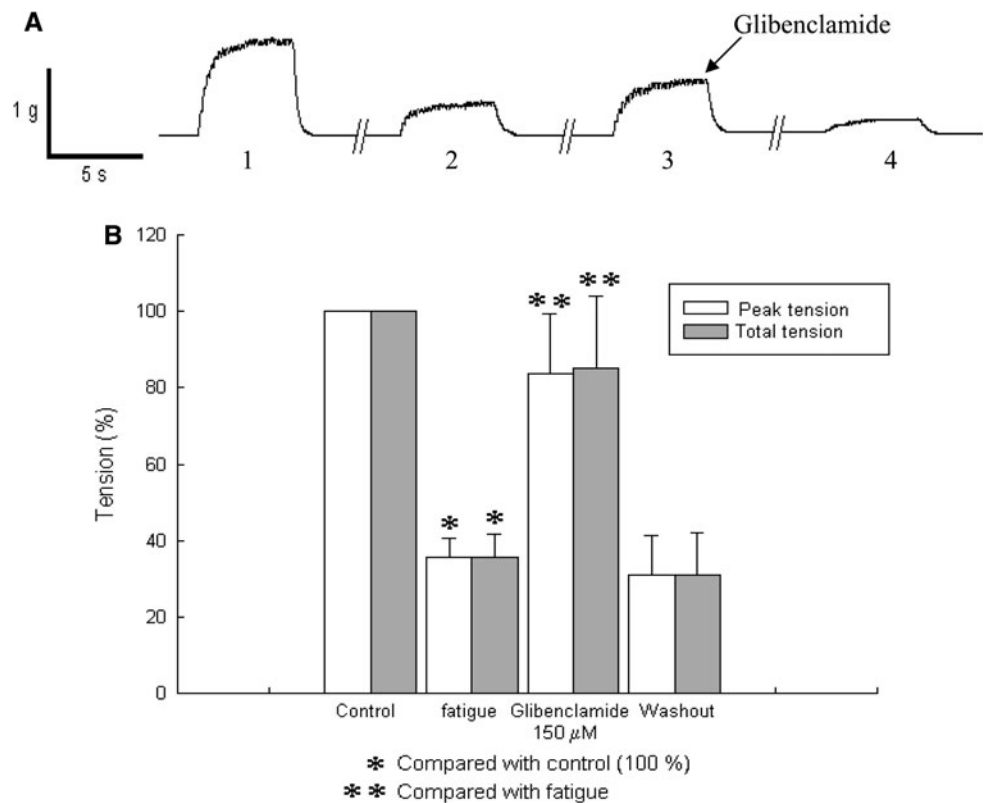 A
Glibenclamide
1 g
5 s
1 2 3 4
B
120
100
80
60
40
20
0
Tension (%)
** **
* *
Peak tension
Total tension
Control fatigue Glibenclamide Washout
150 µM
* Compared with control (100 %)
** Compared with fatigue